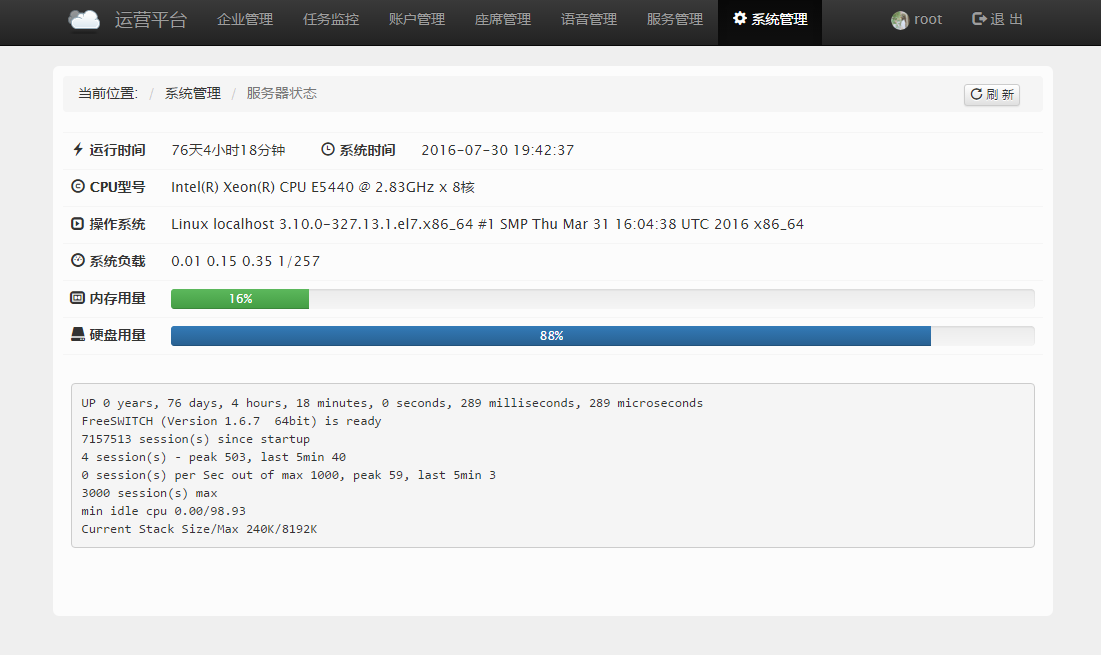 运营平台 企业管理 任务监控 账户管理 座席管理 语音管理 服务管理 系统管理 root 退 出
当前位置: / 系统管理 / 服务器状态 刷 新
运行时间 76天4小时18分钟 系统时间 2016-07-30 19:42:37
CPU型号 Intel(R) Xeon(R) CPU E5440 @ 2.83GHz x 8核
操作系统 Linux localhost 3.10.0-327.13.1.el7.x86_64 #1 SMP Thu Mar 31 16:04:38 UTC 2016 x86_64
系统负载 0.01 0.15 0.35 1/257
内存用量 16%
硬盘用量 88%
UP 0 years, 76 days, 4 hours, 18 minutes, 0 seconds, 289 milliseconds, 289 microseconds
FreeSWITCH (Version 1.6.7  64bit) is ready
7157513 session(s) since startup
4 session(s) - peak 503, last 5min 40
0 session(s) per Sec out of max 1000, peak 59, last 5min 3
3000 session(s) max
min idle cpu 0.00/98.93
Current Stack Size/Max 240K/8192K